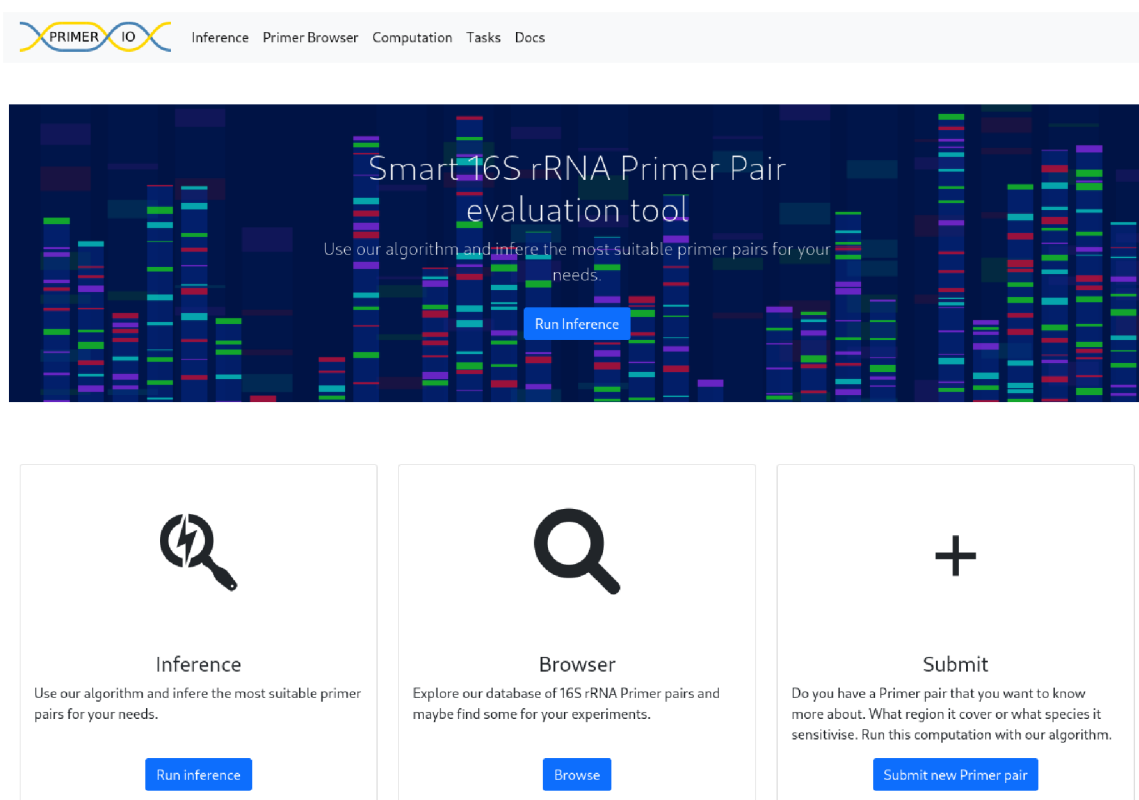 PRIMER IO Inference Primer Browser Computation Tasks Docs
Smart 16S rRNA Primer Pair
evaluation tool
Use our algorithm and infere the most suitable primer pairs for your
needs.
Run Inference
Inference
Use our algorithm and infere the most suitable primer
pairs for your needs.
Run inference
Browser
Explore our database of 16S rRNA Primer pairs and
maybe find some for your experiments.
Browse
Submit
Do you have a Primer pair that you want to know
more about. What region it cover or what species it
sensitivise. Run this computation with our algorithm.
Submit new Primer pair